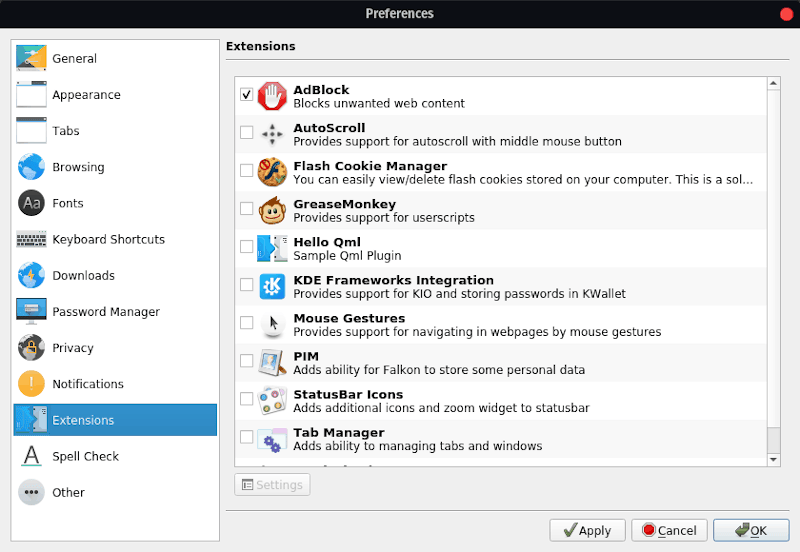 Preferences
General
Appearance
Tabs
Browsing
Aa
Fonts
Keyboard Shortcuts
Downloads
Password Manager
Privacy
Notifications
Extensions
A
Spell Check
Other
Extensions
AdBlock
Blocks unwanted web content
AutoScroll
Provides support for autoscroll with middle mouse button
Flash Cookie Manager
You can easily view/delete flash cookies stored on your computer. This is a sol...
GreaseMonkey
Provides support for userscripts
Hello Qml
Sample Qml Plugin
KDE Frameworks Integration
Provides support for KIO and storing passwords in KWallet
Mouse Gestures
Provides support for navigating in webpages by mouse gestures
PIM
Adds ability for Falkon to store some personal data
StatusBar Icons
Adds additional icons and zoom widget to statusbar
Tab Manager
Adds ability to managing tabs and windows
Settings
Apply
Cancel
OK